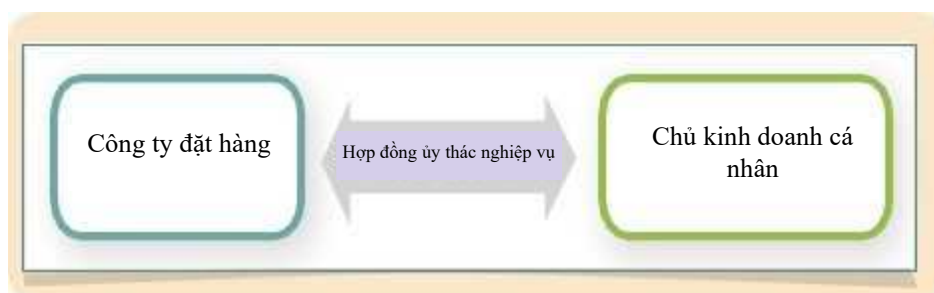 Công ty đặt hàng
Hợp đồng ủy thác nghiệp vụ
Chủ kinh doanh cá
nhân